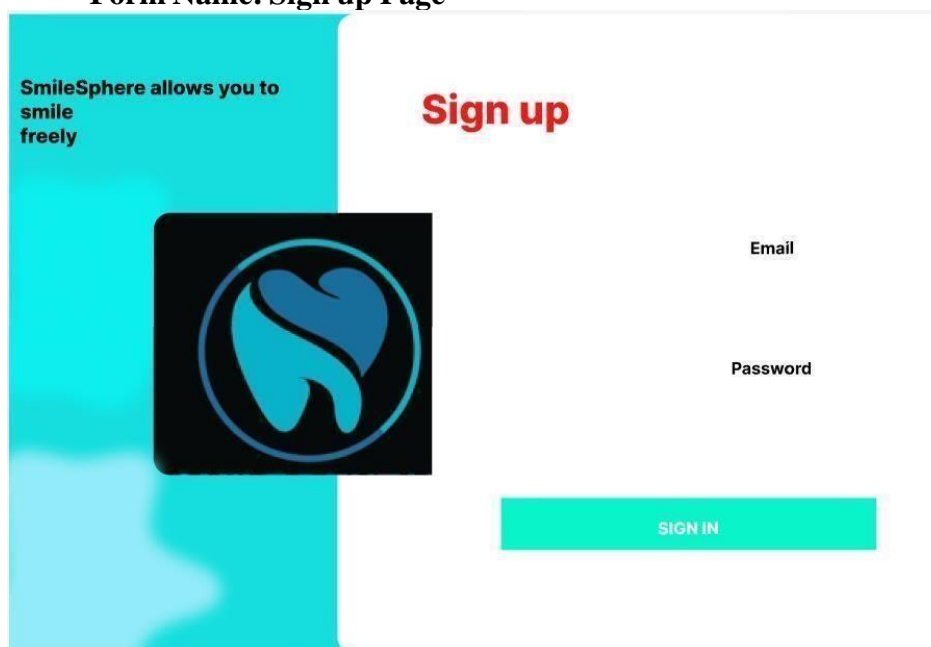 Form Name: Sign up Page
SmileSphere allows you to
smile
freely
Sign up
Email
Password
SIGN IN